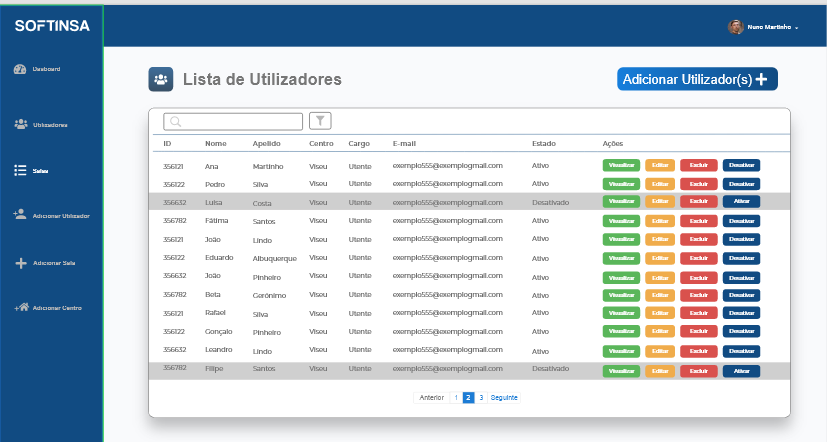 SOFTINSA
Nuno Martinho
Dasboard
Utilizadores
Salas
Adicionar Utilizador
Adicionar Sala
Adicionar Centro
Lista de Utilizadores
Adicionar Utilizador(s)
ID Nome Apelido Centro Cargo E-mail Estado Ações
356121 Ana Martinho Viseu Utente exemplo555@exemplogmail.com Ativo Visualizar Editar Excluir Desativar
356122 Pedro Silva Viseu Utente exemplo555@exemplogmail.com Ativo Visualizar Editar Excluir Desativar
356632 Luísa Costa Viseu Utente exemplo555@exemplogmail.com Desativado Visualizar Editar Excluir Ativar
356782 Fátima Santos Viseu Utente exemplo555@exemplogmail.com Ativo Visualizar Editar Excluir Desativar
356121 João Lindo Viseu Utente exemplo555@exemplogmail.com Ativo Visualizar Editar Excluir Desativar
356122 Eduardo Albuquerque Viseu Utente exemplo555@exemplogmail.com Ativo Visualizar Editar Excluir Desativar
356632 João Pinheiro Viseu Utente exemplo555@exemplogmail.com Ativo Visualizar Editar Excluir Desativar
356782 Beta Gerónimo Viseu Utente exemplo555@exemplogmail.com Ativo Visualizar Editar Excluir Desativar
356121 Rafael Silva Viseu Utente exemplo555@exemplogmail.com Ativo Visualizar Editar Excluir Desativar
356122 Gonçalo Pinheiro Viseu Utente exemplo555@exemplogmail.com Ativo Visualizar Editar Excluir Desativar
356632 Leandro Lindo Viseu Utente exemplo555@exemplogmail.com Ativo Visualizar Editar Excluir Desativar
356782 Filipe Santos Viseu Utente exemplo555@exemplogmail.com Desativado Visualizar Editar Excluir Ativar
Anterior 1 2 3 Seguinte